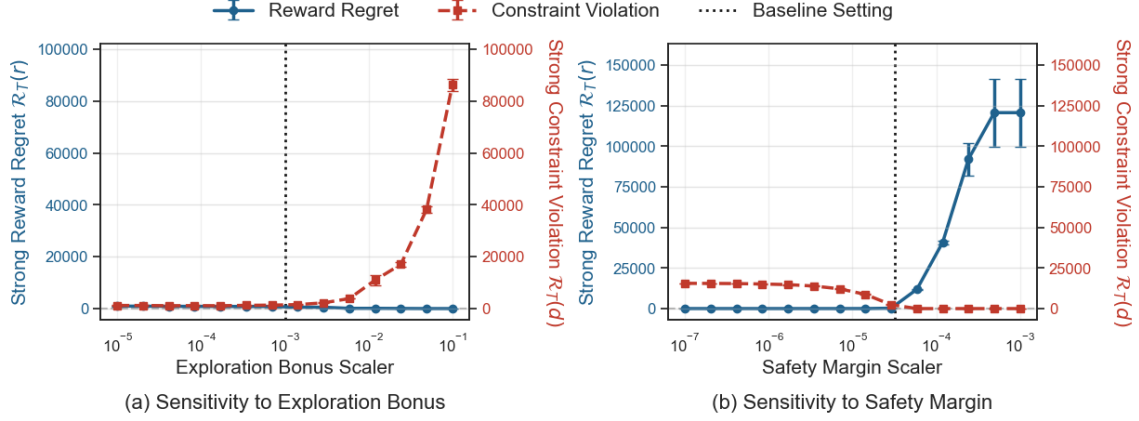 Reward Regret Constraint Violation Baseline Setting
Strong Reward Regret R_T(r)
100000
80000
60000
40000
20000
0
100000
80000
60000
40000
20000
0
Strong Constraint Violation R_T(d)
10^-5 10^-4 10^-3 10^-2 10^-1
Exploration Bonus Scaler
(a) Sensitivity to Exploration Bonus
Strong Reward Regret R_T(r)
150000
125000
100000
75000
50000
25000
0
150000
125000
100000
75000
50000
25000
0
Strong Constraint Violation R_T(d)
10^-7 10^-6 10^-5 10^-4 10^-3
Safety Margin Scaler
(b) Sensitivity to Safety Margin